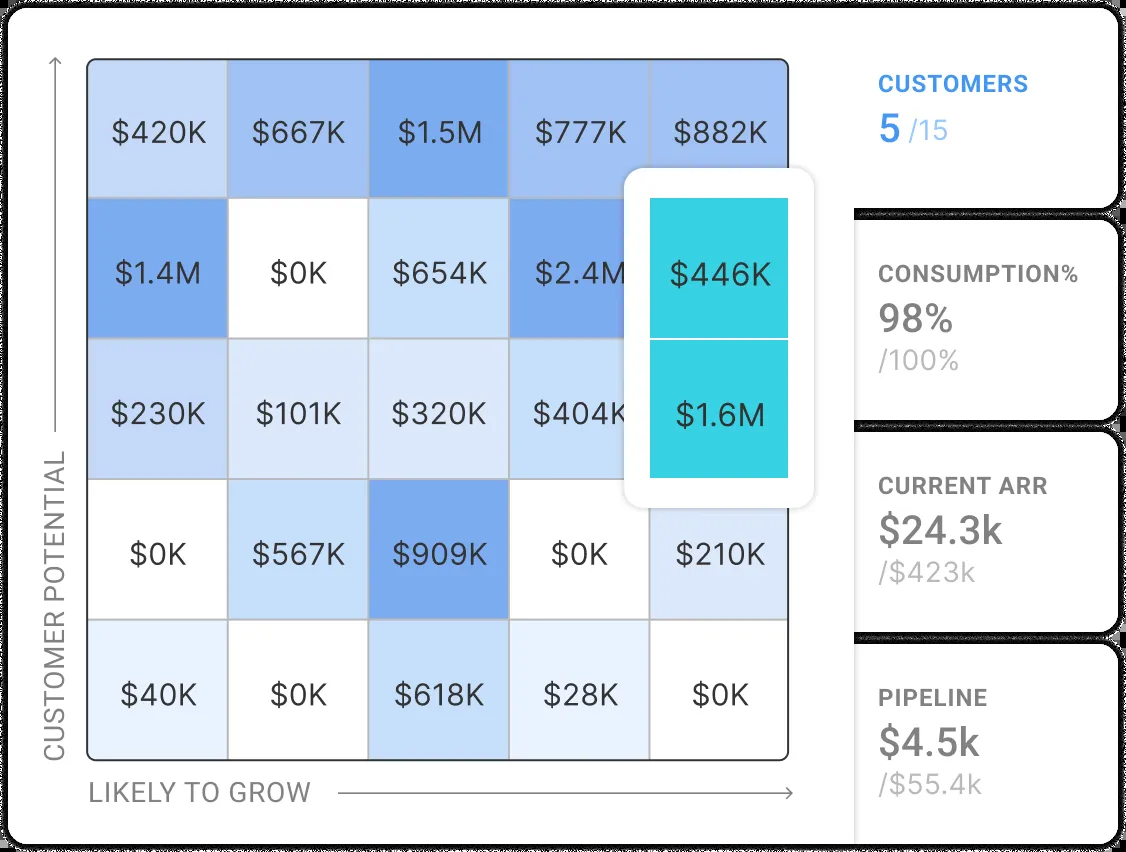 $420K $667K $1.5M $777K $882K
$1.4M $0K $654K $2.4M $446K
$230K $101K $320K $404K $1.6M
$0K $567K $909K $0K $210K
$40K $0K $618K $28K $0K
CUSTOMER POTENTIAL
LIKELY TO GROW
CUSTOMERS
5 /15
CONSUMPTION%
98%
/100%
CURRENT ARR
$24.3k
/$423k
PIPELINE
$4.5k
/$55.4k